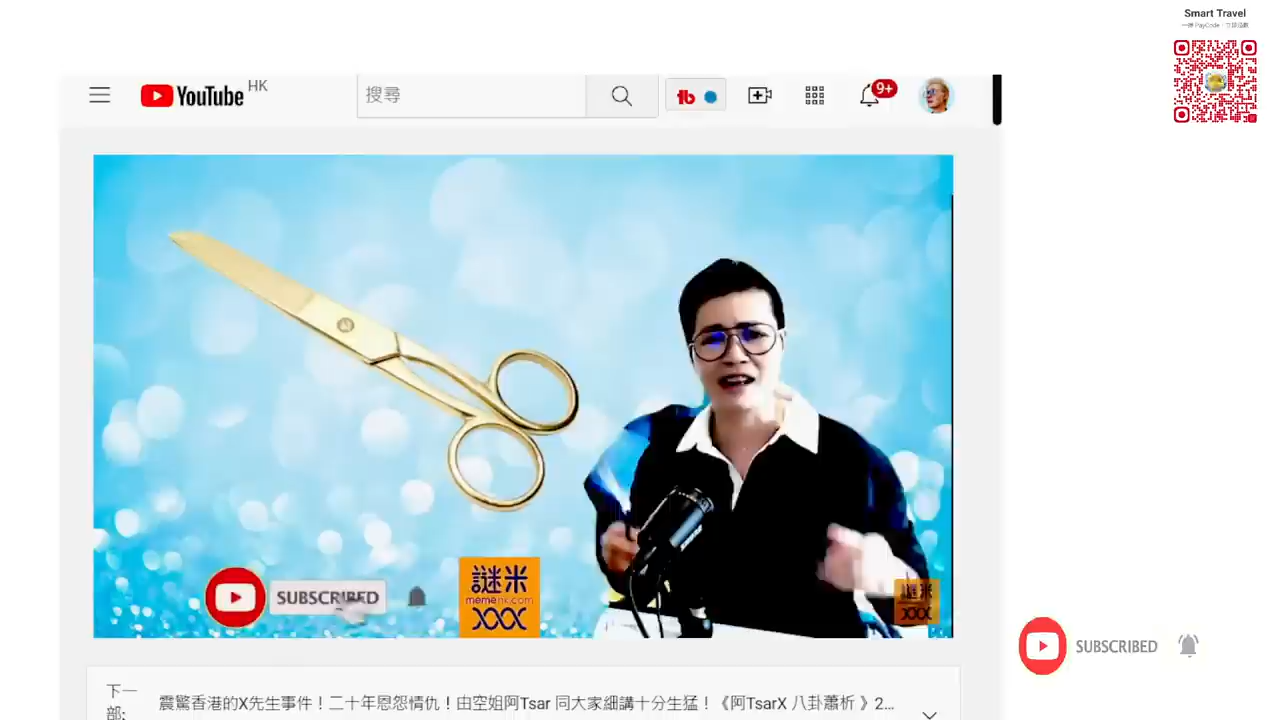 Smart Travel
一掃 PayCode
YouTube HK
搜尋
9+
SUBSCRIBED
謎米
memehk.com
謎米
SUBSCRIBED
下一部:
震驚香港的X先生事件！二十年恩怨情仇！由空姐阿Tsar 同大家細講十分生猛！《阿TsarX 八卦蕭析 》2...